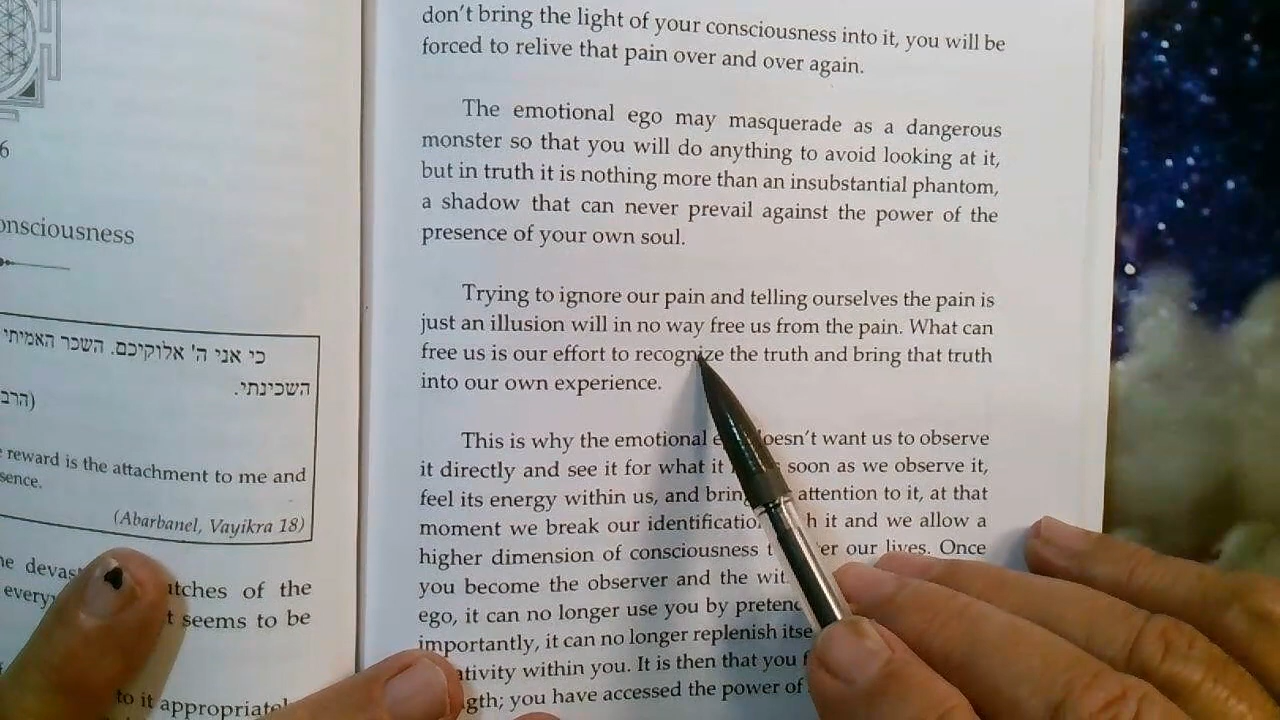 6
onsciousness
כי אני ה' אלוקיכם. השכר האמיתי
השכינתי.
(הרב
reward is the attachment to me and
sence.
(Abarbanel, Vayikra 18)
devas tches of the
every t seems to be
to it appropriatel
don't bring the light of your consciousness into it, you will be
forced to relive that pain over and over again.
The emotional ego may masquerade as a dangerous
monster so that you will do anything to avoid looking at it,
but in truth it is nothing more than an insubstantial phantom,
a shadow that can never prevail against the power of the
presence of your own soul.
Trying to ignore our pain and telling ourselves the pain is
just an illusion will in no way free us from the pain. What can
free us is our effort to recognize the truth and bring that truth
into our own experience.
This is why the emotional e doesn't want us to observe
it directly and see it for what it soon as we observe it,
feel its energy within us, and bring attention to it, at that
moment we break our identificatio h it and we allow a
higher dimension of consciousness t er our lives. Once
you become the observer and the wit
ego, it can no longer use you by pretend
importantly, it can no longer replenish itse
ativity within you. It is then that you f
gth; you have accessed the power of